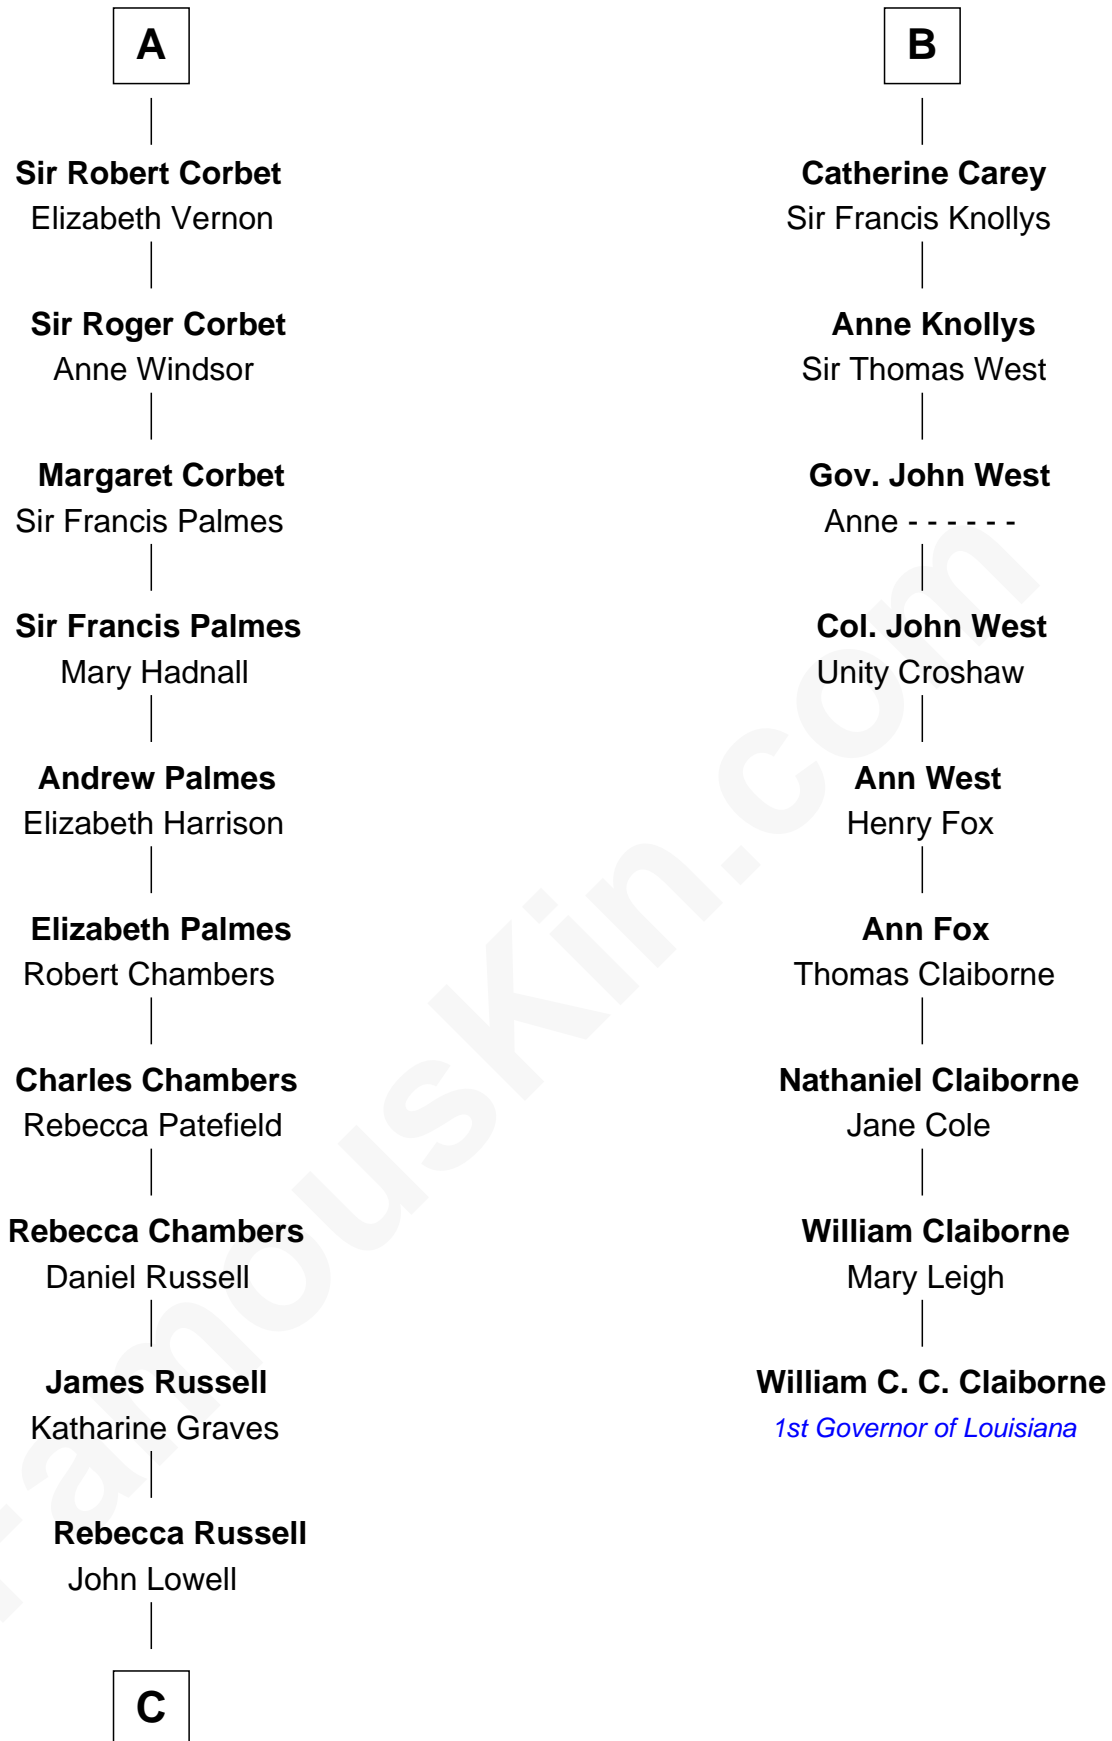 A
Sir Robert Corbet
Elizabeth Vernon
Sir Roger Corbet
Anne Windsor
Margaret Corbet
Sir Francis Palmes
Sir Francis Palmes
Mary Hadnall
Andrew Palmes
Elizabeth Harrison
Elizabeth Palmes
Robert Chambers
Charles Chambers
Rebecca Patefield
Rebecca Chambers
Daniel Russell
James Russell
Katharine Graves
Rebecca Russell
John Lowell
C
B
Catherine Carey
Sir Francis Knollys
Anne Knollys
Sir Thomas West
Gov. John West
Anne - - - - - -
Col. John West
Unity Croshaw
Ann West
Henry Fox
Ann Fox
Thomas Claiborne
Nathaniel Claiborne
Jane Cole
William Claiborne
Mary Leigh
William C. C. Claiborne
1st Governor of Louisiana
FamousKin.com